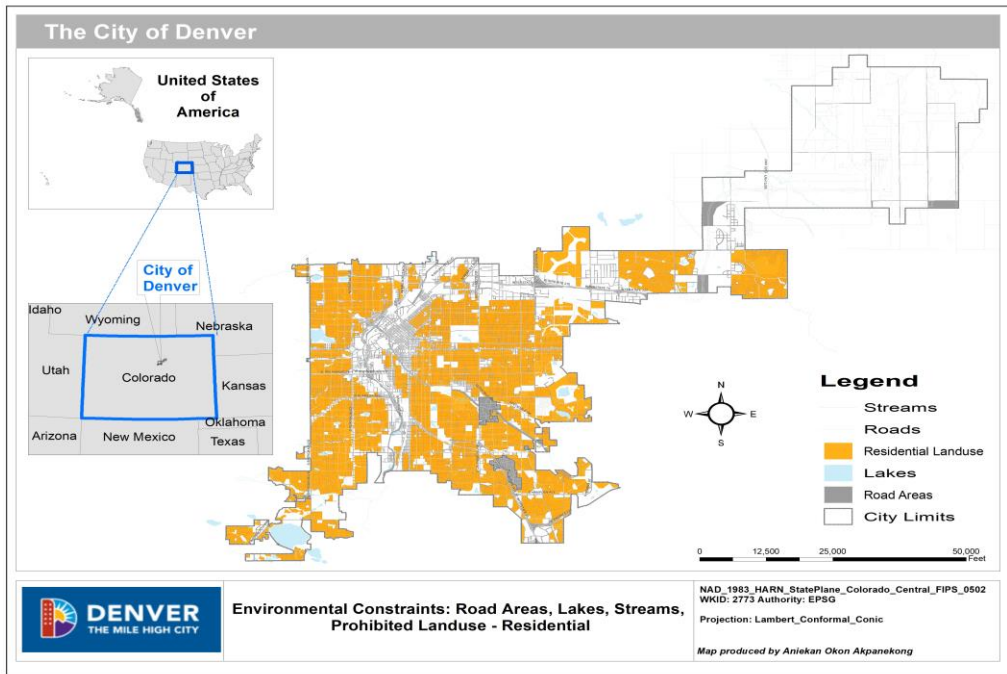 The City of Denver
United States
of
America
City of
Denver
Idaho
Wyoming
Nebraska
Utah
Colorado
Kansas
Oklahoma
Arizona
New Mexico
Texas
N
W
E
S
Legend
Streams
Roads
Residential Landuse
Lakes
Road Areas
City Limits
0
12,500
25,000
50,000
Feet
DENVER
THE MILE HIGH CITY
Environmental Constraints: Road Areas, Lakes, Streams,
Prohibited Landuse - Residential
NAD_1983_HARN_StatePlane_Colorado_Central_FIPS_0502
WKID: 2773 Authority: EPSG
Projection: Lambert_Conformal_Conic
Map produced by Aniekan Okon Akpanekong